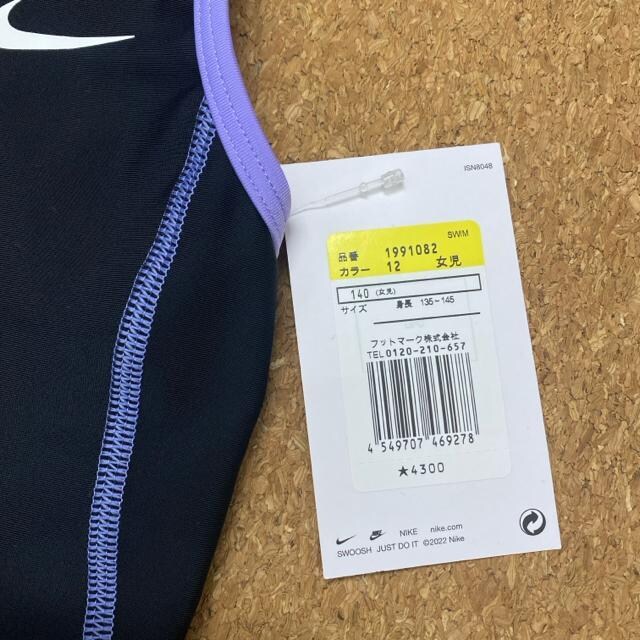 ISN8048
SWIM
品番 1991082
カラー 12 女児
140 (女児)
サイズ 身長 135~145
フットマーク株式会社
TEL0120-210-657
4 549707 469278
★4300
NIKE nike.com
SWOOSH JUST DO IT ©2022 Nike